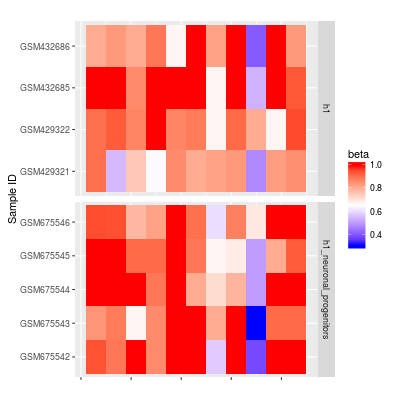 Sample ID
GSM432686
GSM432685
GSM429322
GSM429321
h1
GSM675546
GSM675545
GSM675544
GSM675543
GSM675542
h1_neuronal_progenitors
beta
1.0
0.8
0.6
0.4